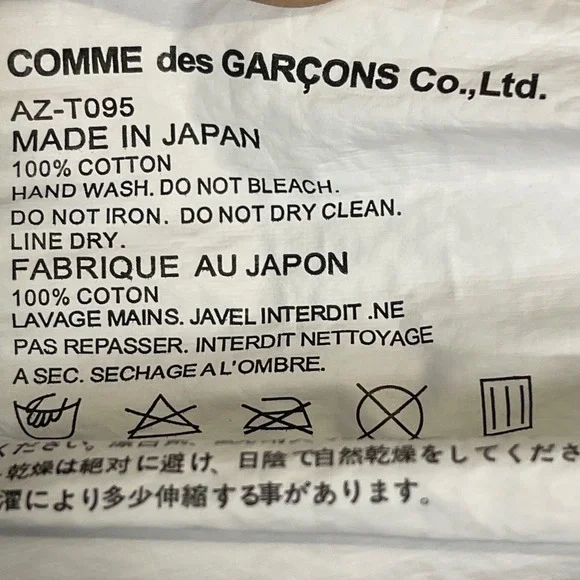 COMME des GARÇONS Co.,Ltd.
AZ-T095
MADE IN JAPAN
100% COTTON
HAND WASH. DO NOT BLEACH.
DO NOT IRON. DO NOT DRY CLEAN.
LINE DRY.
FABRIQUE AU JAPON
100% COTON
LAVAGE MAINS. JAVEL INTERDIT .NE
PAS REPASSER. INTERDIT NETTOYAGE
A SEC. SECHAGE A L'OMBRE.
ください。
乾燥は絶対に避け、日陰で自然乾燥をしてくださ
濯により多少伸縮する事があります。